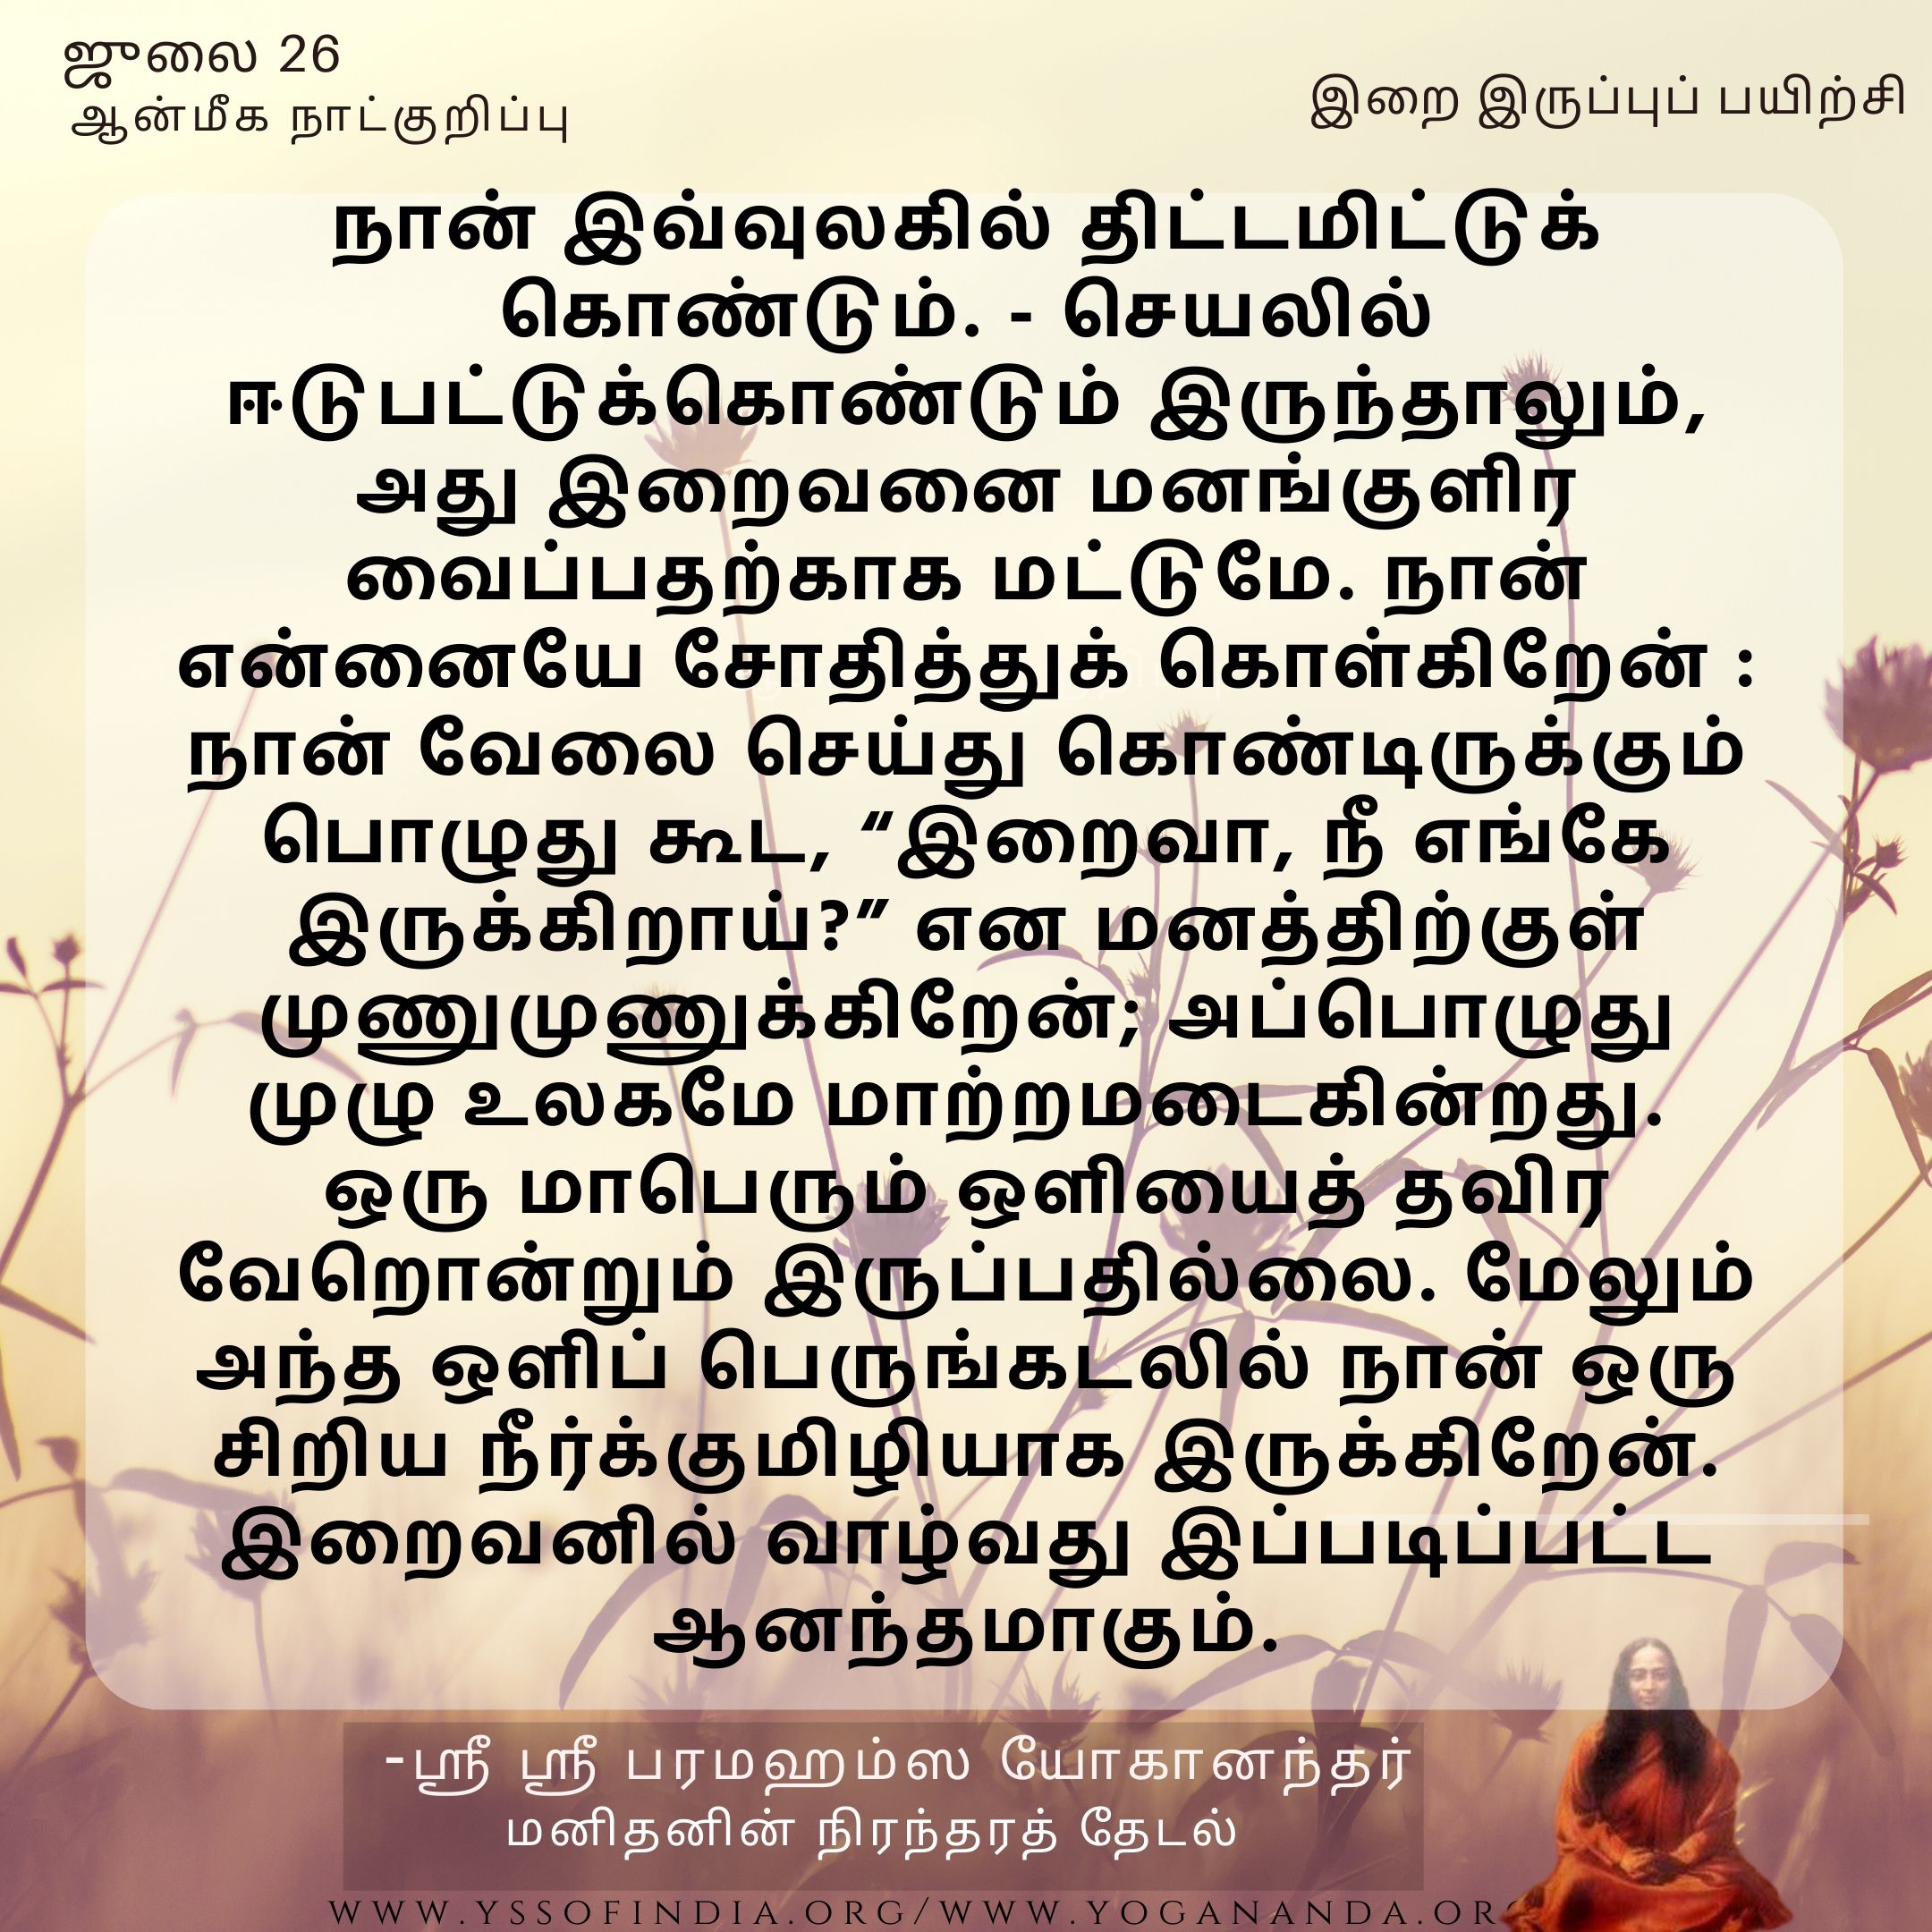 ஜுலை 26
ஆன்மீக நாட்குறிப்பு
இறை இருப்புப் பயிற்சி
நான் இவ்வுலகில் திட்டமிட்டுக்
கொண்டும். - செயலில்
ஈடுபட்டுக்கொண்டும் இருந்தாலும்,
அது இறைவனை மனங்குளிர
வைப்பதற்காக மட்டுமே. நான்
என்னையே சோதித்துக் கொள்கிறேன் :
நான் வேலை செய்து கொண்டிருக்கும்
பொழுது கூட, “இறைவா, நீ எங்கே
இருக்கிறாய்?” என மனத்திற்குள்
முணுமுணுக்கிறேன்; அப்பொழுது
முழு உலகமே மாற்றமடைகின்றது.
ஒரு மாபெரும் ஒளியைத் தவிர
வேறொன்றும் இருப்பதில்லை. மேலும்
அந்த ஒளிப் பெருங்கடலில் நான் ஒரு
சிறிய நீர்க்குமிழியாக இருக்கிறேன்.
இறைவனில் வாழ்வது இப்படிப்பட்ட
ஆனந்தமாகும்.
-ஸ்ரீ ஸ்ரீ பரமஹம்ஸ யோகானந்தர்
மனிதனின் நிரந்தரத் தேடல்
WWW.YSSOFINDIA.ORG/WWW.YOGANANDA.ORG